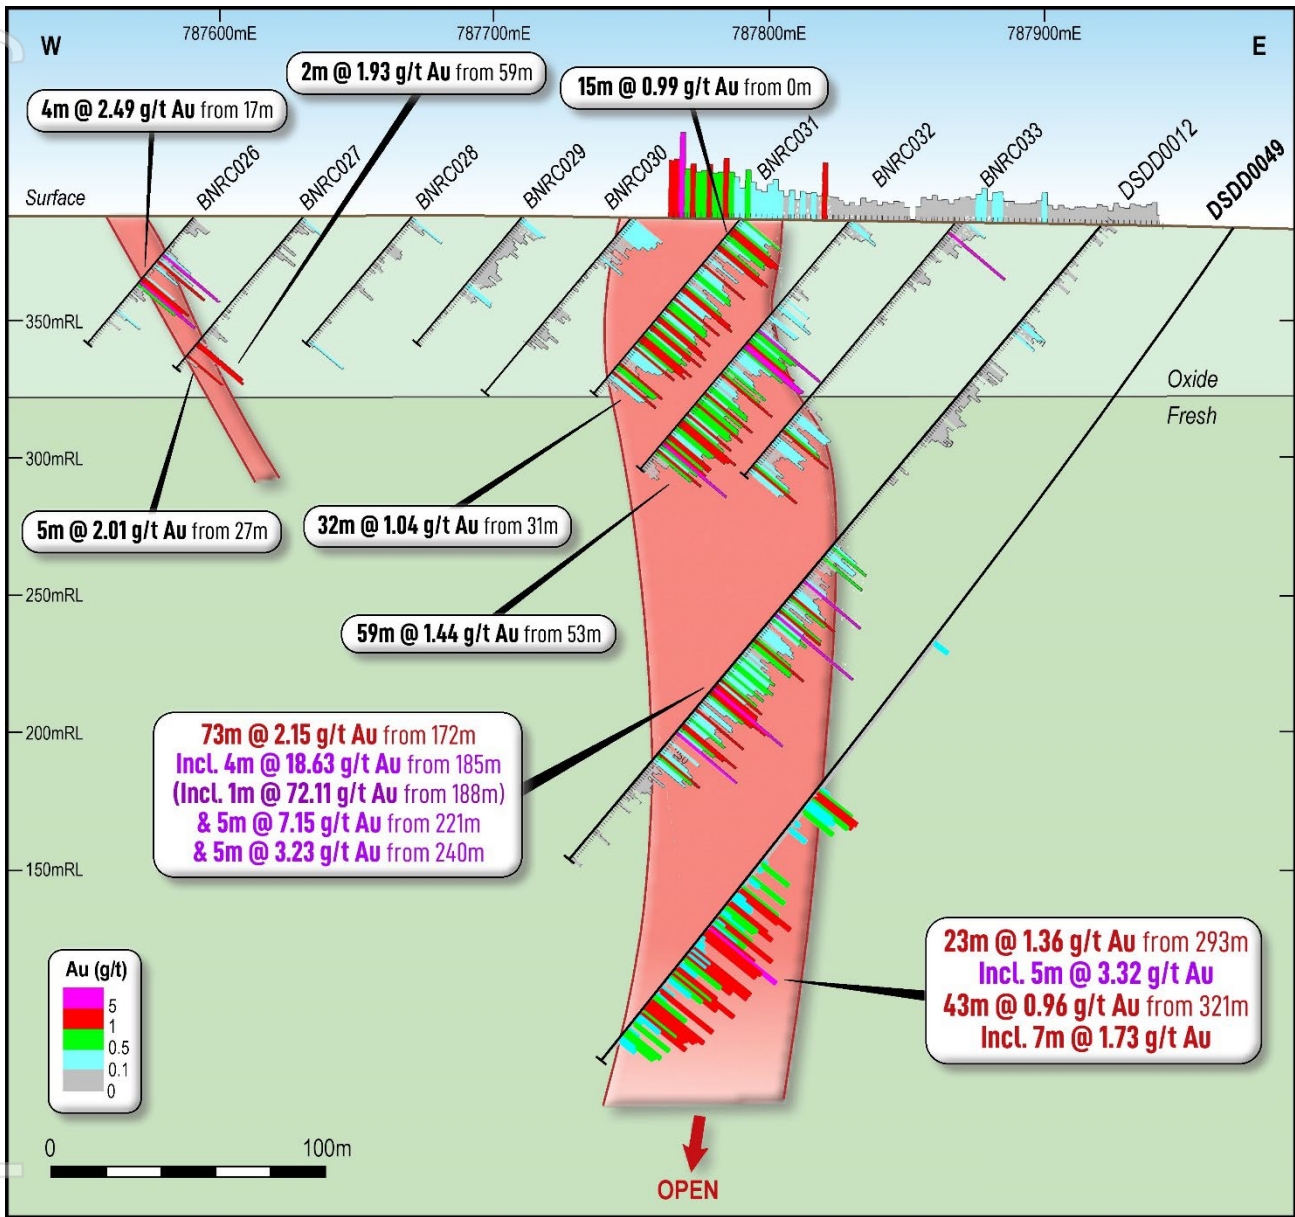 787600mE
787700mE
787800mE
787900mE
W
E
2m @ 1.93 g/t Au from 59m
15m @ 0.99 g/t Au from 0m
4m @ 2.49 g/t Au from 17m
Surface
BNRC026
BNRC027
BNRC028
BNRC029
BNRC030
BNRC031
BNRC032
BNRC033
DSDD0012
DSDD0049
350mRL
Oxide
Fresh
300mRL
5m @ 2.01 g/t Au from 27m
32m @ 1.04 g/t Au from 31m
250mRL
59m @ 1.44 g/t Au from 53m
200mRL
73m @ 2.15 g/t Au from 172m
Incl. 4m @ 18.63 g/t Au from 185m
(Incl. 1m @ 72.11 g/t Au from 188m)
& 5m @ 7.15 g/t Au from 221m
& 5m @ 3.23 g/t Au from 240m
150mRL
23m @ 1.36 g/t Au from 293m
Incl. 5m @ 3.32 g/t Au
43m @ 0.96 g/t Au from 321m
Incl. 7m @ 1.73 g/t Au
Au (g/t)
5
1
0.5
0.1
0
0
100m
OPEN